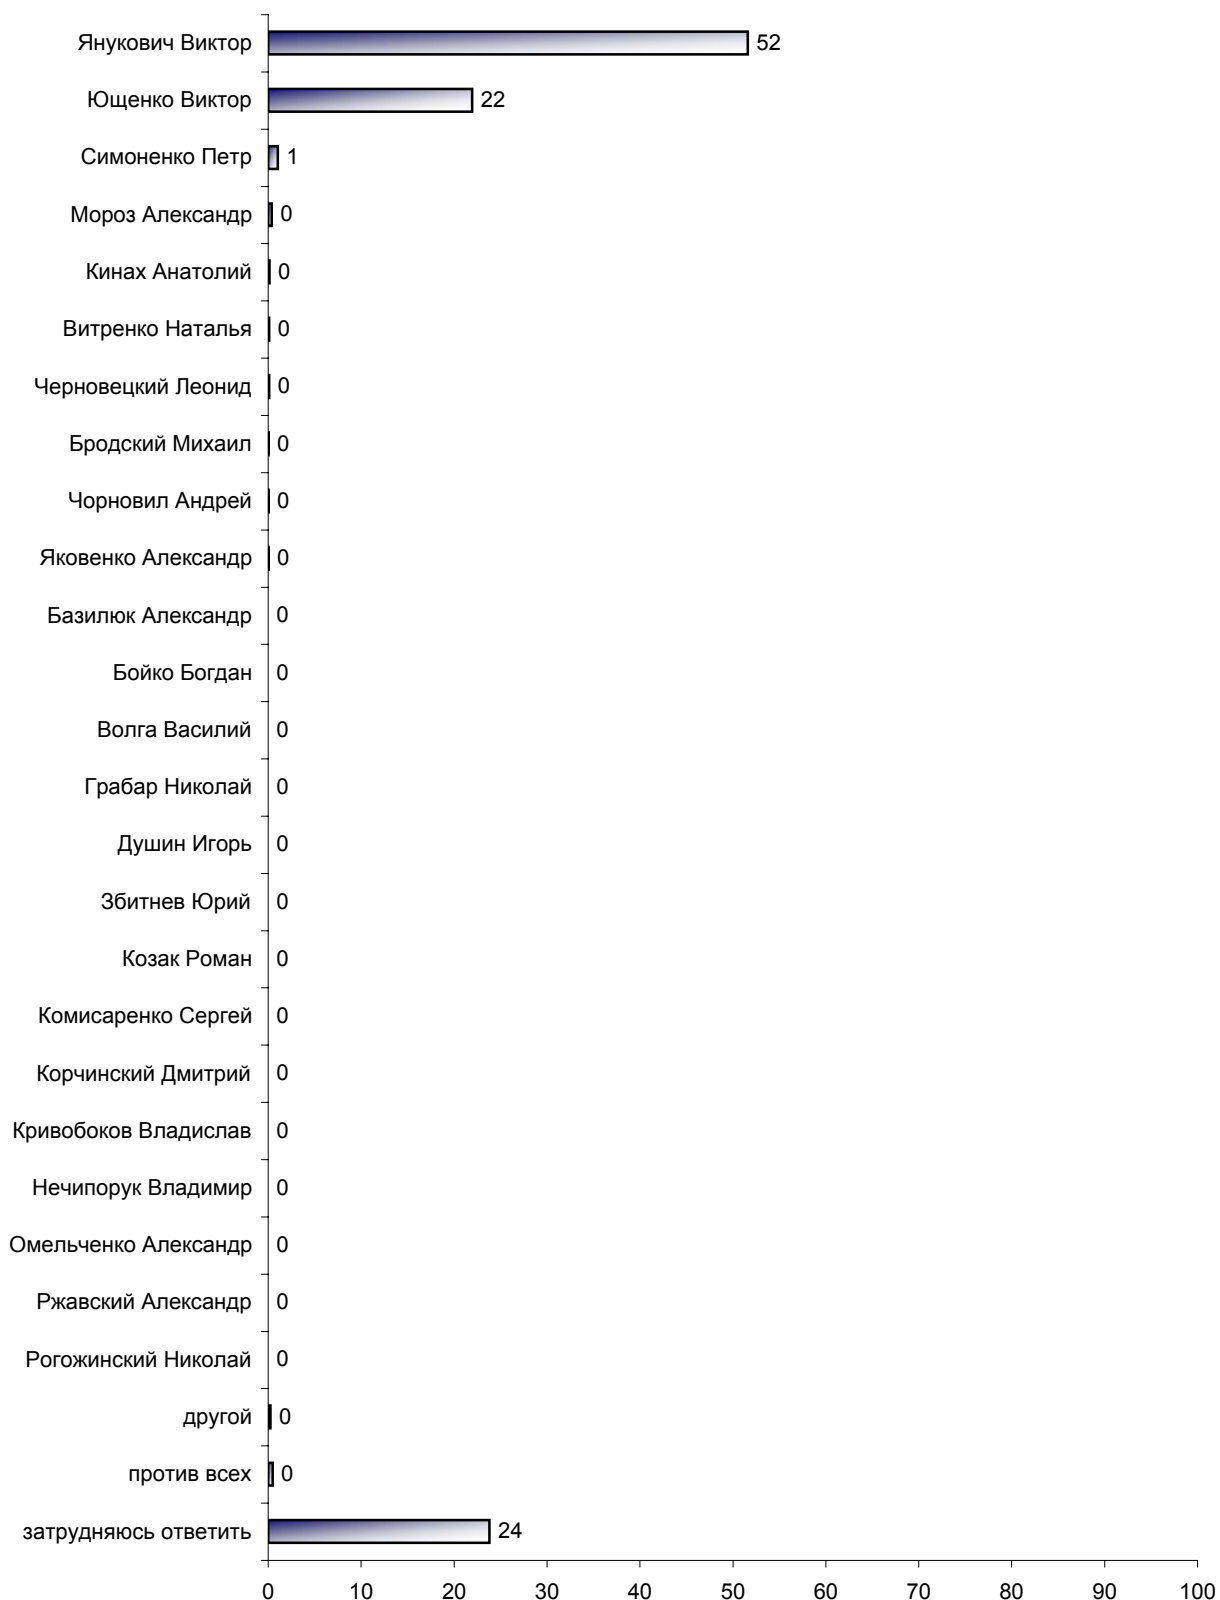 Янукович Виктор 52
Ющенко Виктор 22
Симоненко Петр 1
Мороз Александр 0
Кинах Анатолий 0
Витренко Наталья 0
Черновецкий Леонид 0
Бродский Михаил 0
Чорновил Андрей 0
Яковенко Александр 0
Базилюк Александр 0
Бойко Богдан 0
Волга Василий 0
Грабар Николай 0
Душин Игорь 0
Збитнев Юрий 0
Козак Роман 0
Комисаренко Сергей 0
Корчинский Дмитрий 0
Кривобоков Владислав 0
Нечипорук Владимир 0
Омельченко Александр 0
Ржавский Александр 0
Рогожинский Николай 0
другой 0
против всех 0
затрудняюсь ответить 24
0 10 20 30 40 50 60 70 80 90 100